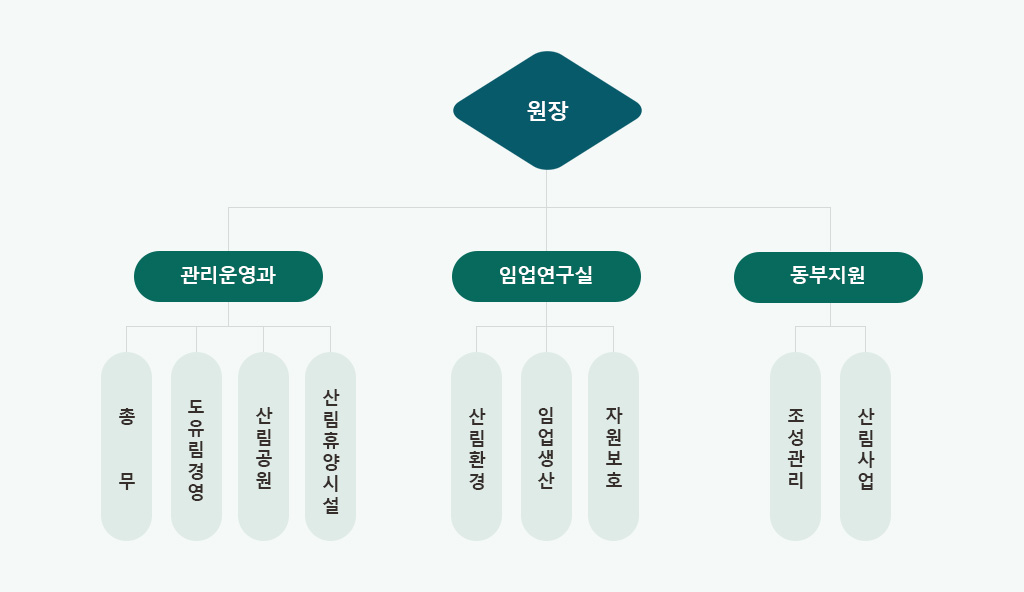 원장
관리운영과
임업연구실
동부지원
총 무
도유림경영
산림공원
산림휴양시설
산림환경
임업생산
자원보호
조성관리
산림사업